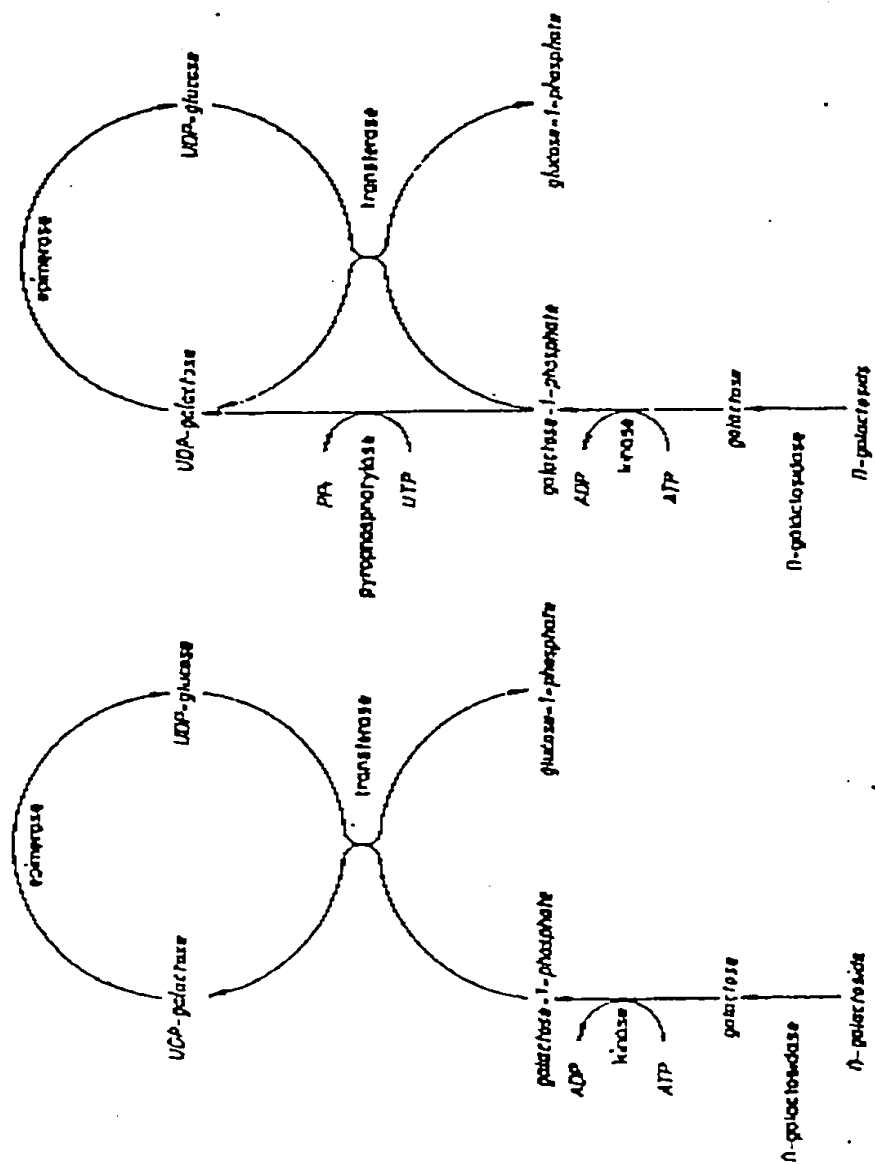 epimerase
UDP-galactose
UDP-glucose
transferase
galactose-1-phosphate
glucose-1-phosphate
ADP
kinase
ATP
galactose
n-galactosidase
n-galactoside
epimerase
UDP-galactose
UDP-glucose
PPi
pyrophosphorylase
UTP
transferase
galactose-1-phosphate
glucose-1-phosphate
ADP
kinase
ATP
galactose
n-galactosidase
n-galactoside